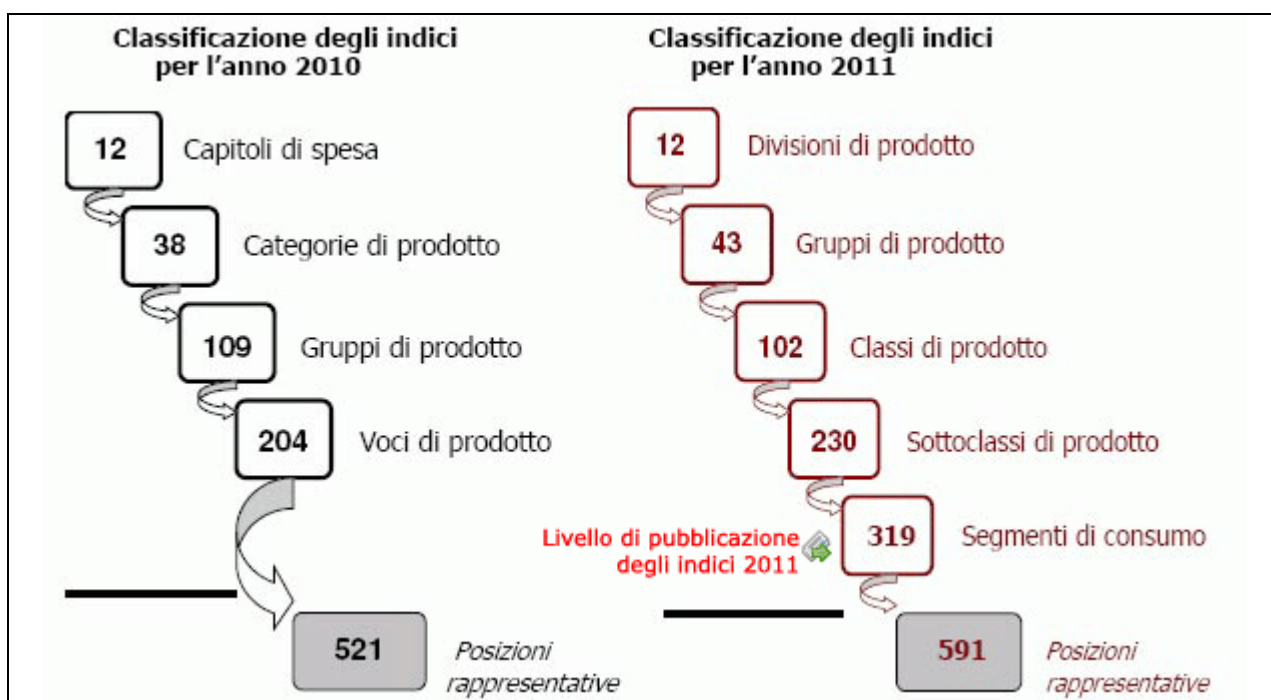 Classificazione degli indici
per l'anno 2010
12 Capitoli di spesa
38 Categorie di prodotto
109 Gruppi di prodotto
204 Voci di prodotto
521 Posizioni
rappresentative
Classificazione degli indici
per l'anno 2011
12 Divisioni di prodotto
43 Gruppi di prodotto
102 Classi di prodotto
230 Sottoclassi di prodotto
Livello di pubblicazione
degli indici 2011
319 Segmenti di consumo
591 Posizioni
rappresentative